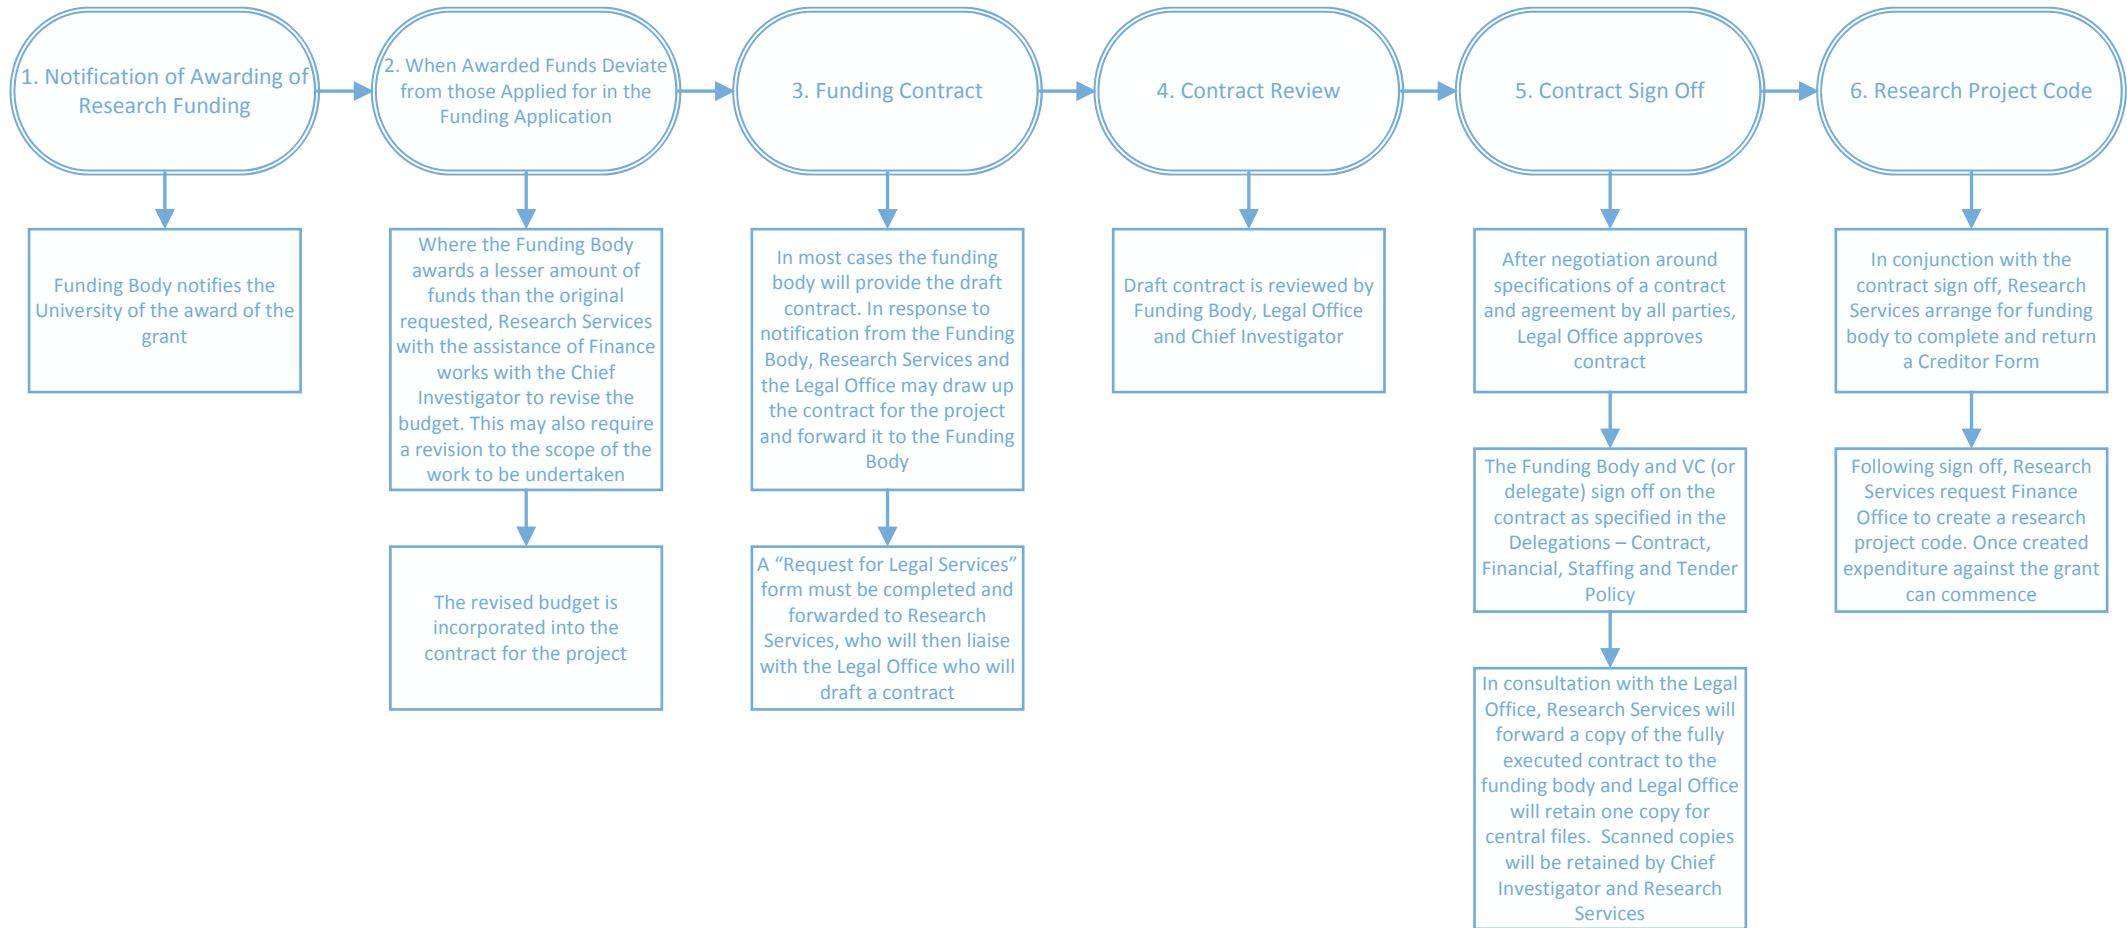 1. Notification of Awarding of
Research Funding
2. When Awarded Funds Deviate
from those Applied for in the
Funding Application
3. Funding Contract
4. Contract Review
5. Contract Sign Off
6. Research Project Code
Funding Body notifies the
University of the award of the
grant
Where the Funding Body
awards a lesser amount of
funds than the original
requested, Research Services
with the assistance of Finance
works with the Chief
Investigator to revise the
budget. This may also require
a revision to the scope of the
work to be undertaken
The revised budget is
incorporated into the
contract for the project
In most cases the funding
body will provide the draft
contract. In response to
notification from the Funding
Body, Research Services and
the Legal Office may draw up
the contract for the project
and forward it to the Funding
Body
A “Request for Legal Services”
form must be completed and
forwarded to Research
Services, who will then liaise
with the Legal Office who will
draft a contract
Draft contract is reviewed by
Funding Body, Legal Office
and Chief Investigator
After negotiation around
specifications of a contract
and agreement by all parties,
Legal Office approves
contract
The Funding Body and VC (or
delegate) sign off on the
contract as specified in the
Delegations – Contract,
Financial, Staffing and Tender
Policy
In consultation with the Legal
Office, Research Services will
forward a copy of the fully
executed contract to the
funding body and Legal Office
will retain one copy for
central files.  Scanned copies
will be retained by Chief
Investigator and Research
Services
In conjunction with the
contract sign off, Research
Services arrange for funding
body to complete and return
a Creditor Form
Following sign off, Research
Services request Finance
Office to create a research
project code. Once created
expenditure against the grant
can commence